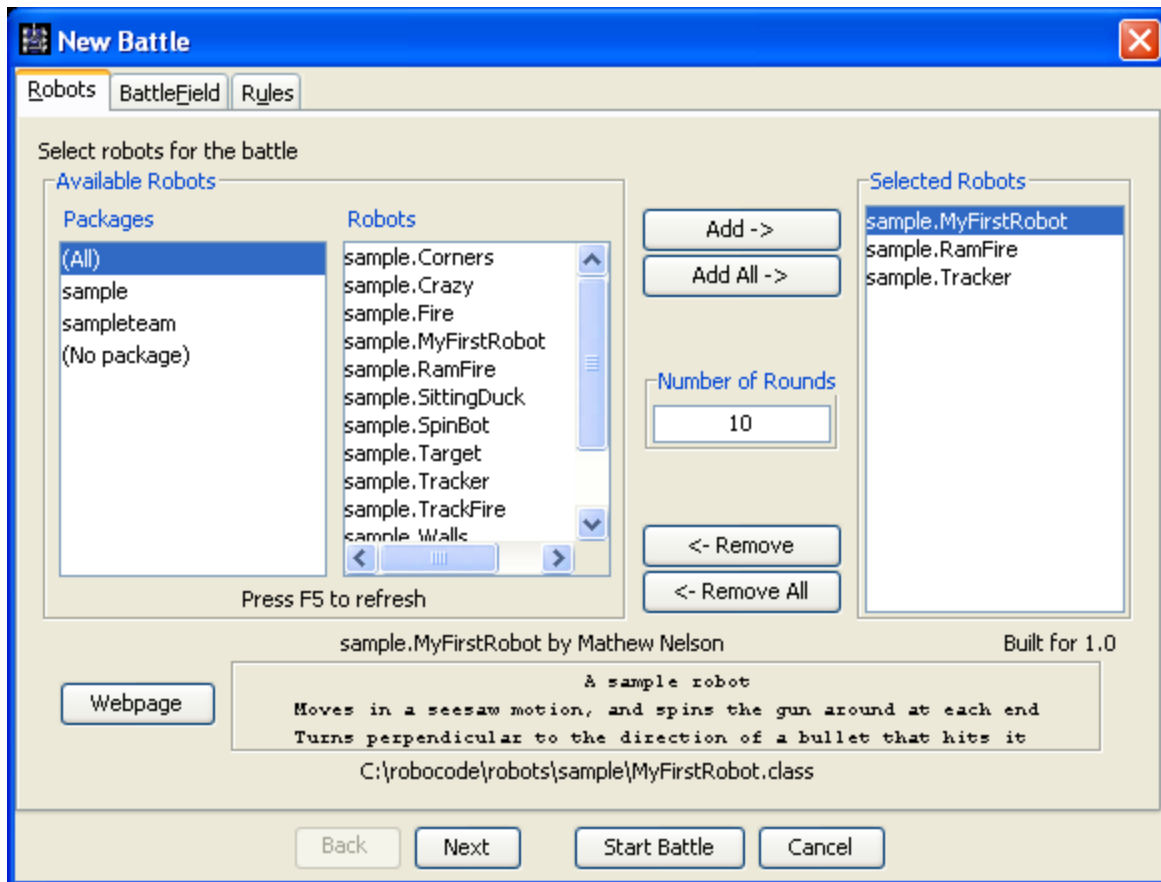 New Battle
Robots BattleField Rules
Select robots for the battle
Available Robots
Packages
(All)
sample
sampleteam
(No package)
Robots
sample.Corners
sample.Crazy
sample.Fire
sample.MyFirstRobot
sample.RamFire
sample.SittingDuck
sample.SpinBot
sample.Target
sample.Tracker
sample.TrackFire
sample.Walls
Press F5 to refresh
Add ->
Add All ->
Number of Rounds
10
<- Remove
<- Remove All
Selected Robots
sample.MyFirstRobot
sample.RamFire
sample.Tracker
sample.MyFirstRobot by Mathew Nelson
Built for 1.0
Webpage
A sample robot
Moves in a seesaw motion, and spins the gun around at each end
Turns perpendicular to the direction of a bullet that hits it
C:\robocode\robots\sample\MyFirstRobot.class
Back Next Start Battle Cancel